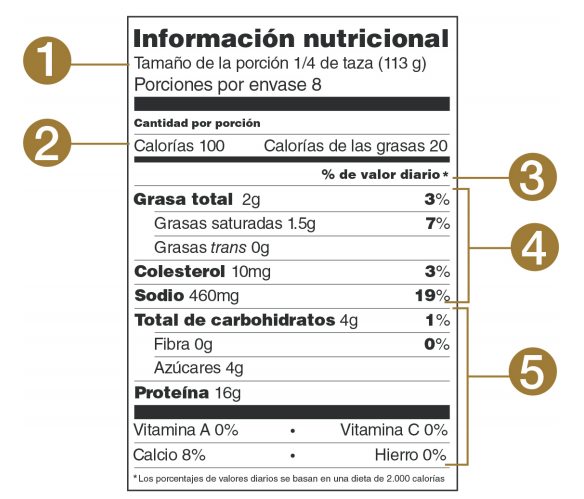 Información nutricional
1
Tamaño de la porción 1/4 de taza (113 g)
Porciones por envase 8
Cantidad por porción
2
Calorías 100 Calorías de las grasas 20
% de valor diario*
3
Grasa total 2g 3%
Grasas saturadas 1.5g 7%
4
Grasas trans 0g
Colesterol 10mg 3%
Sodio 460mg 19%
Total de carbohidratos 4g 1%
Fibra 0g 0%
5
Azúcares 4g
Proteína 16g
Vitamina A 0% • Vitamina C 0%
Calcio 8% • Hierro 0%
*Los porcentajes de valores diarios se basan en una dieta de 2.000 calorías